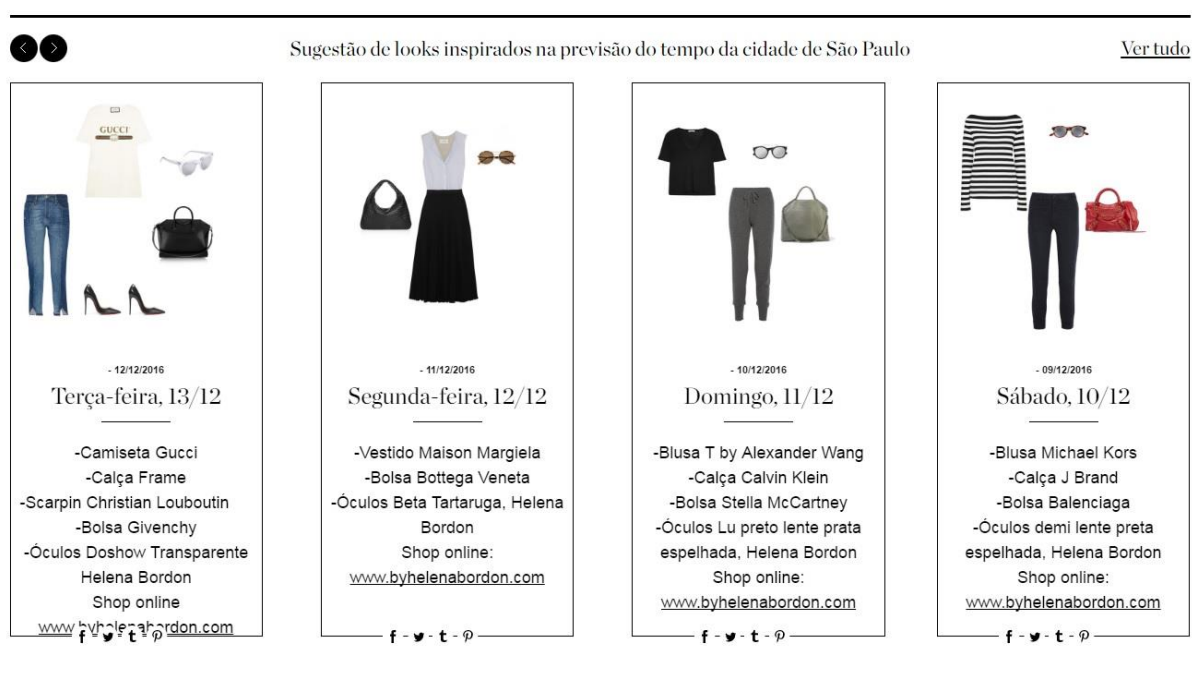 Sugestão de looks inspirados na previsão do tempo da cidade de São Paulo
Ver tudo
GUCCI
- 12/12/2016
Terça-feira, 13/12
-Camiseta Gucci
-Calça Frame
-Scarpin Christian Louboutin
-Bolsa Givenchy
-Óculos Doshow Transparente
Helena Bordon
Shop online
www.byhelenabordon.com
f - t -
- 11/12/2016
Segunda-feira, 12/12
-Vestido Maison Margiela
-Bolsa Bottega Veneta
-Óculos Beta Tartaruga, Helena
Bordon
Shop online:
www.byhelenabordon.com
f - t -
- 10/12/2016
Domingo, 11/12
-Blusa T by Alexander Wang
-Calça Calvin Klein
-Bolsa Stella McCartney
-Óculos Lu preto lente prata
espelhada, Helena Bordon
Shop online:
www.byhelenabordon.com
f - t -
- 09/12/2016
Sábado, 10/12
-Blusa Michael Kors
-Calça J Brand
-Bolsa Balenciaga
-Óculos demi lente preta
espelhada, Helena Bordon
Shop online:
www.byhelenabordon.com
f - t -